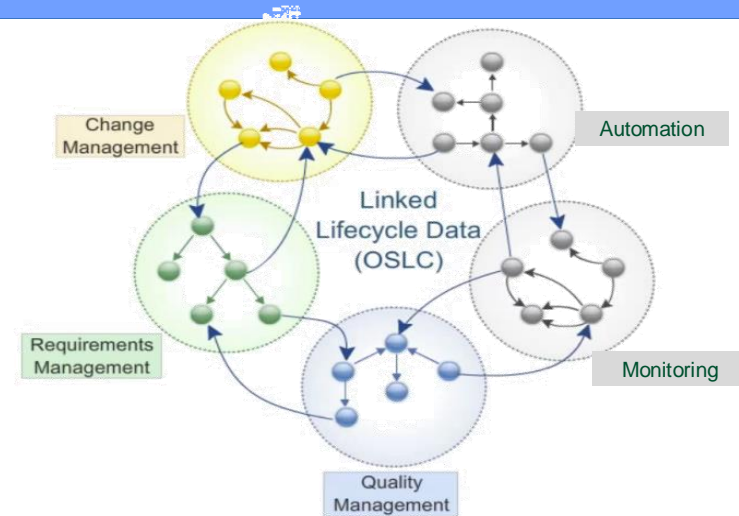 Change
Management
Automation
Linked
Lifecycle Data
(OSLC)
Requirements
Management
Monitoring
Quality
Management